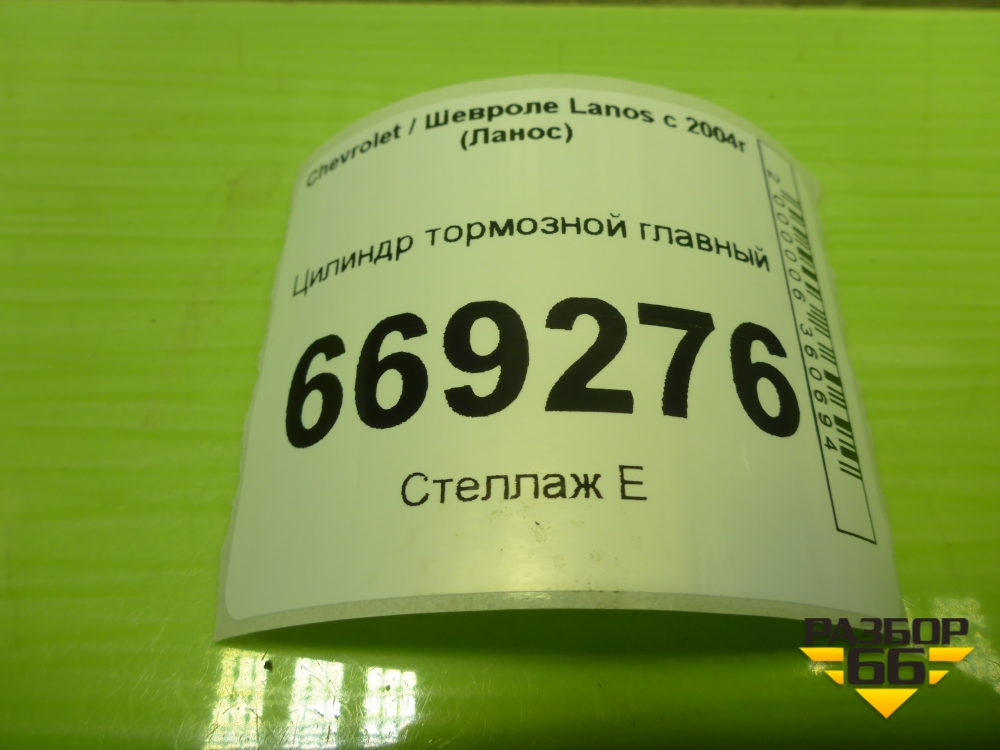 Chevrolet / Шевроле Lanos с 2004г
(Ланос)
Цилиндр тормозной главный
669276
Стеллаж Е
2000006360694
РАЗБОР
66